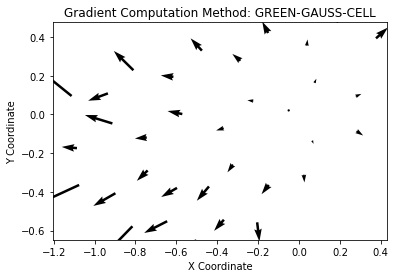 Gradient Computation Method: GREEN-GAUSS-CELL
0.4
0.2
0.0
−0.2
−0.4
−0.6
Y Coordinate
−1.2 −1.0 −0.8 −0.6 −0.4 −0.2 0.0 0.2 0.4
X Coordinate